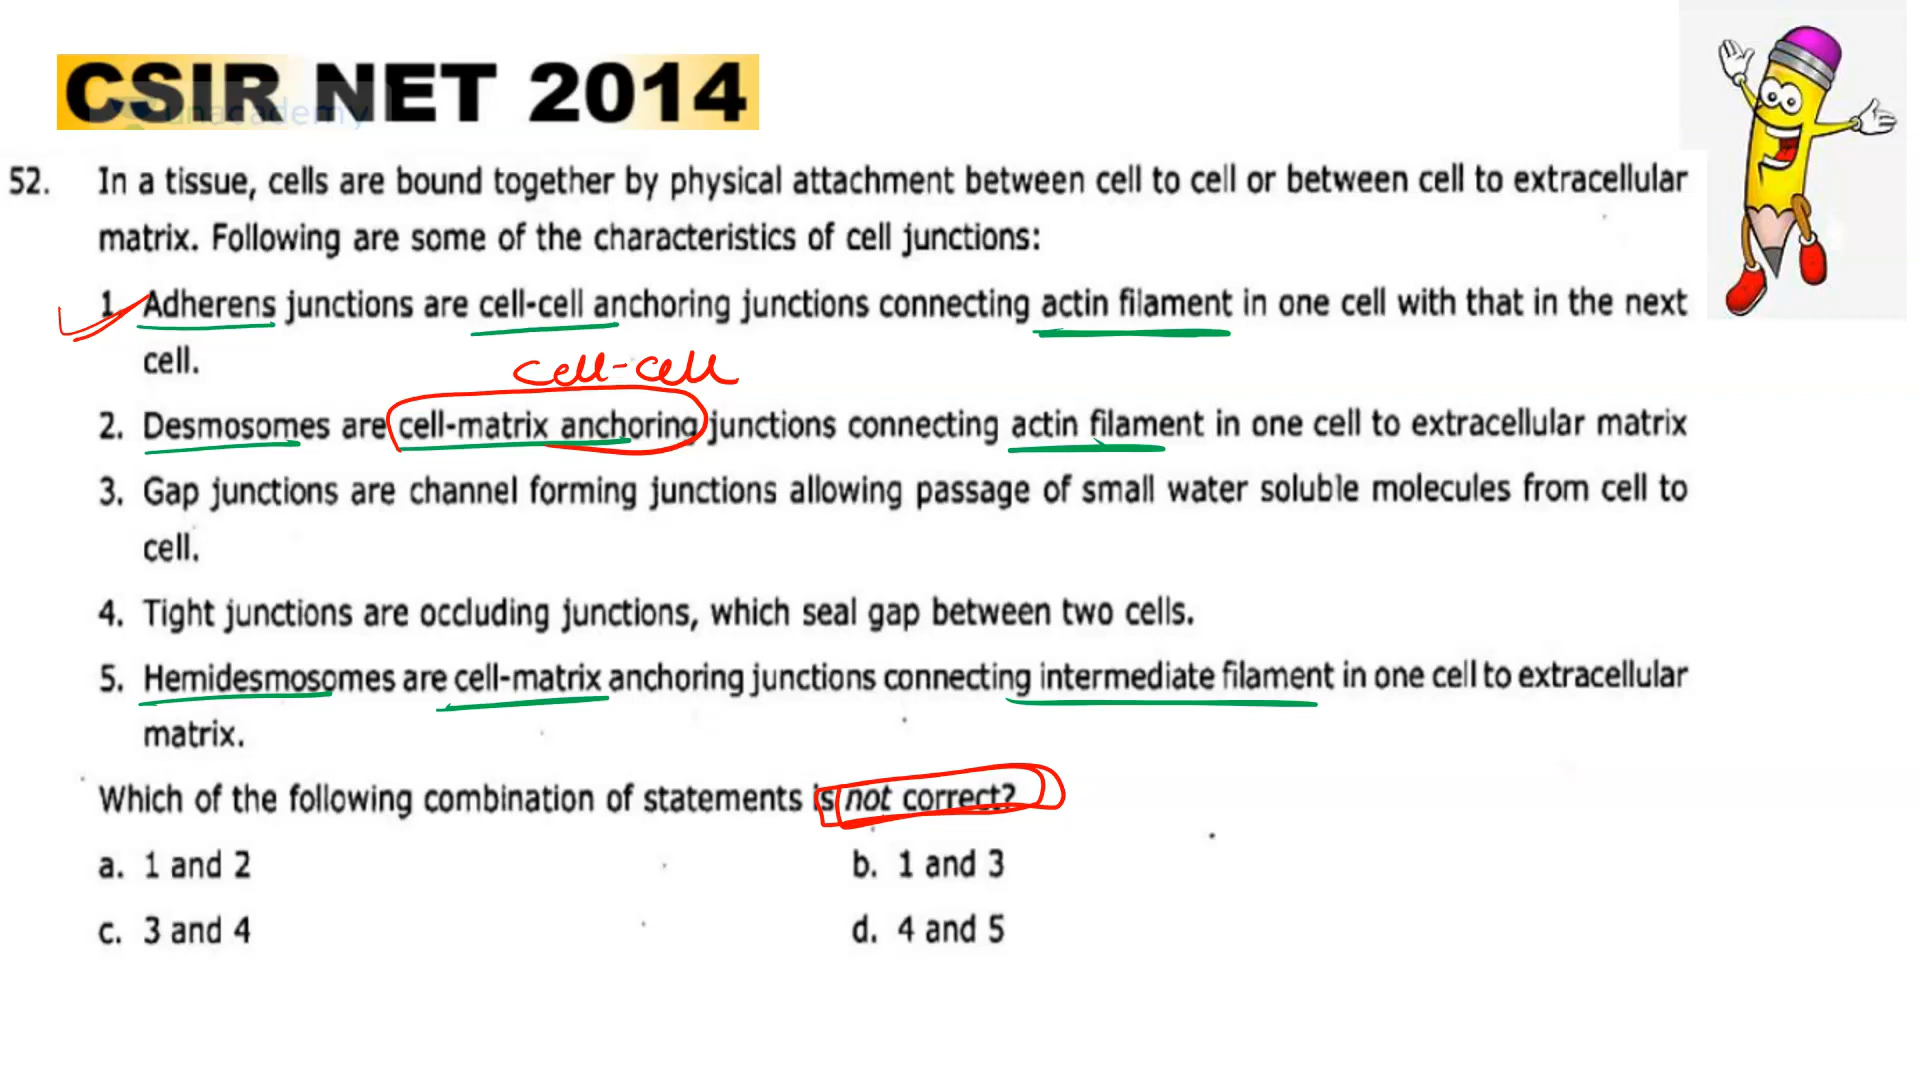 CSIR NET 2014
unacademy
52. In a tissue, cells are bound together by physical attachment between cell to cell or between cell to extracellular
matrix. Following are some of the characteristics of cell junctions:
1. Adherens junctions are cell-cell anchoring junctions connecting actin filament in one cell with that in the next
cell.
cell-cell
2. Desmosomes are cell-matrix anchoring junctions connecting actin filament in one cell to extracellular matrix
3. Gap junctions are channel forming junctions allowing passage of small water soluble molecules from cell to
cell.
4. Tight junctions are occluding junctions, which seal gap between two cells.
5. Hemidesmosomes are cell-matrix anchoring junctions connecting intermediate filament in one cell to extracellular
matrix.
Which of the following combination of statements is not correct?
a. 1 and 2
b. 1 and 3
c. 3 and 4
d. 4 and 5